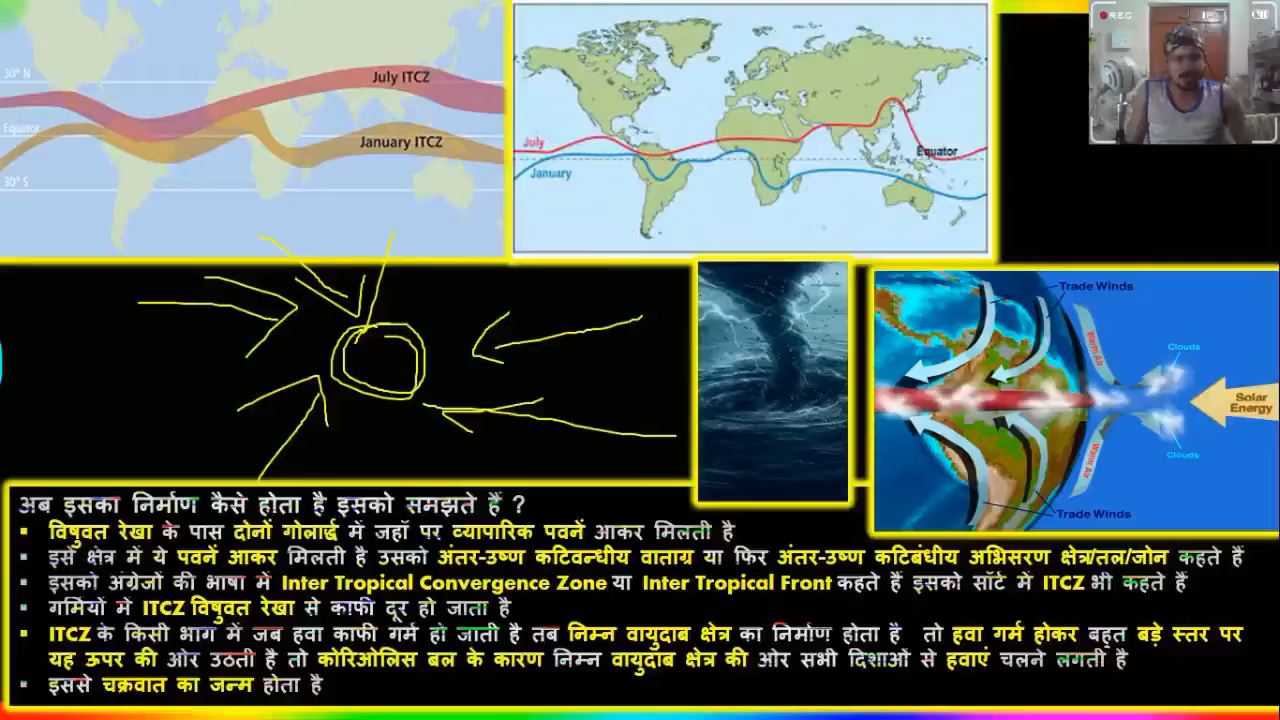 REC
30° N
July ITCZ
Equator
January ITCZ
30° S
July
January
Equator
Trade Winds
Warm Air
Clouds
Solar
Energy
Clouds
Warm Air
Trade Winds
अब इसका निर्माण कैसे होता है इसको समझते हैं ?
विषुवत रेखा के पास दोनों गोलार्द्ध में जहाँ पर व्यापारिक पवनें आकर मिलती है
इसे क्षेत्र में ये पवनें आकर मिलती है उसको अंतर-उष्ण कटिवन्धीय वाताग्र या फिर अंतर-उष्ण कटिबंधीय अभिसरण क्षेत्र/तल/जोन कहते हैं
इसको अंग्रेजों की भाषा में Inter Tropical Convergence Zone या Inter Tropical Front कहते हैं इसको सॉर्ट में ITCZ भी कहते हैं
गर्मियों में ITCZ विषुवत रेखा से काफी दूर हो जाता है
ITCZ के किसी भाग में जब हवा काफी गर्म हो जाती है तब निम्न वायुदाब क्षेत्र का निर्माण होता है तो हवा गर्म होकर बहुत बड़े स्तर पर
यह ऊपर की ओर उठती है तो कोरिओलिस बल के कारण निम्न वायुदाब क्षेत्र की ओर सभी दिशाओं से हवाएं चलने लगती है
इससे चक्रवात का जन्म होता है